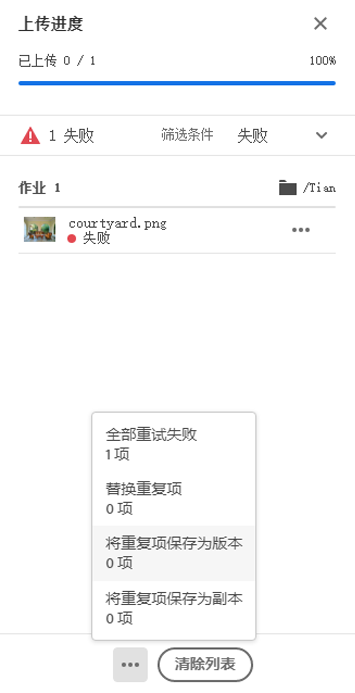 上传进度
已上传 0 / 1 100%
1 失败 筛选条件 失败
作业 1 /Tian
courtyard.png
失败
全部重试失败
1 项
替换重复项
0 项
将重复项保存为版本
0 项
将重复项保存为副本
0 项
清除列表